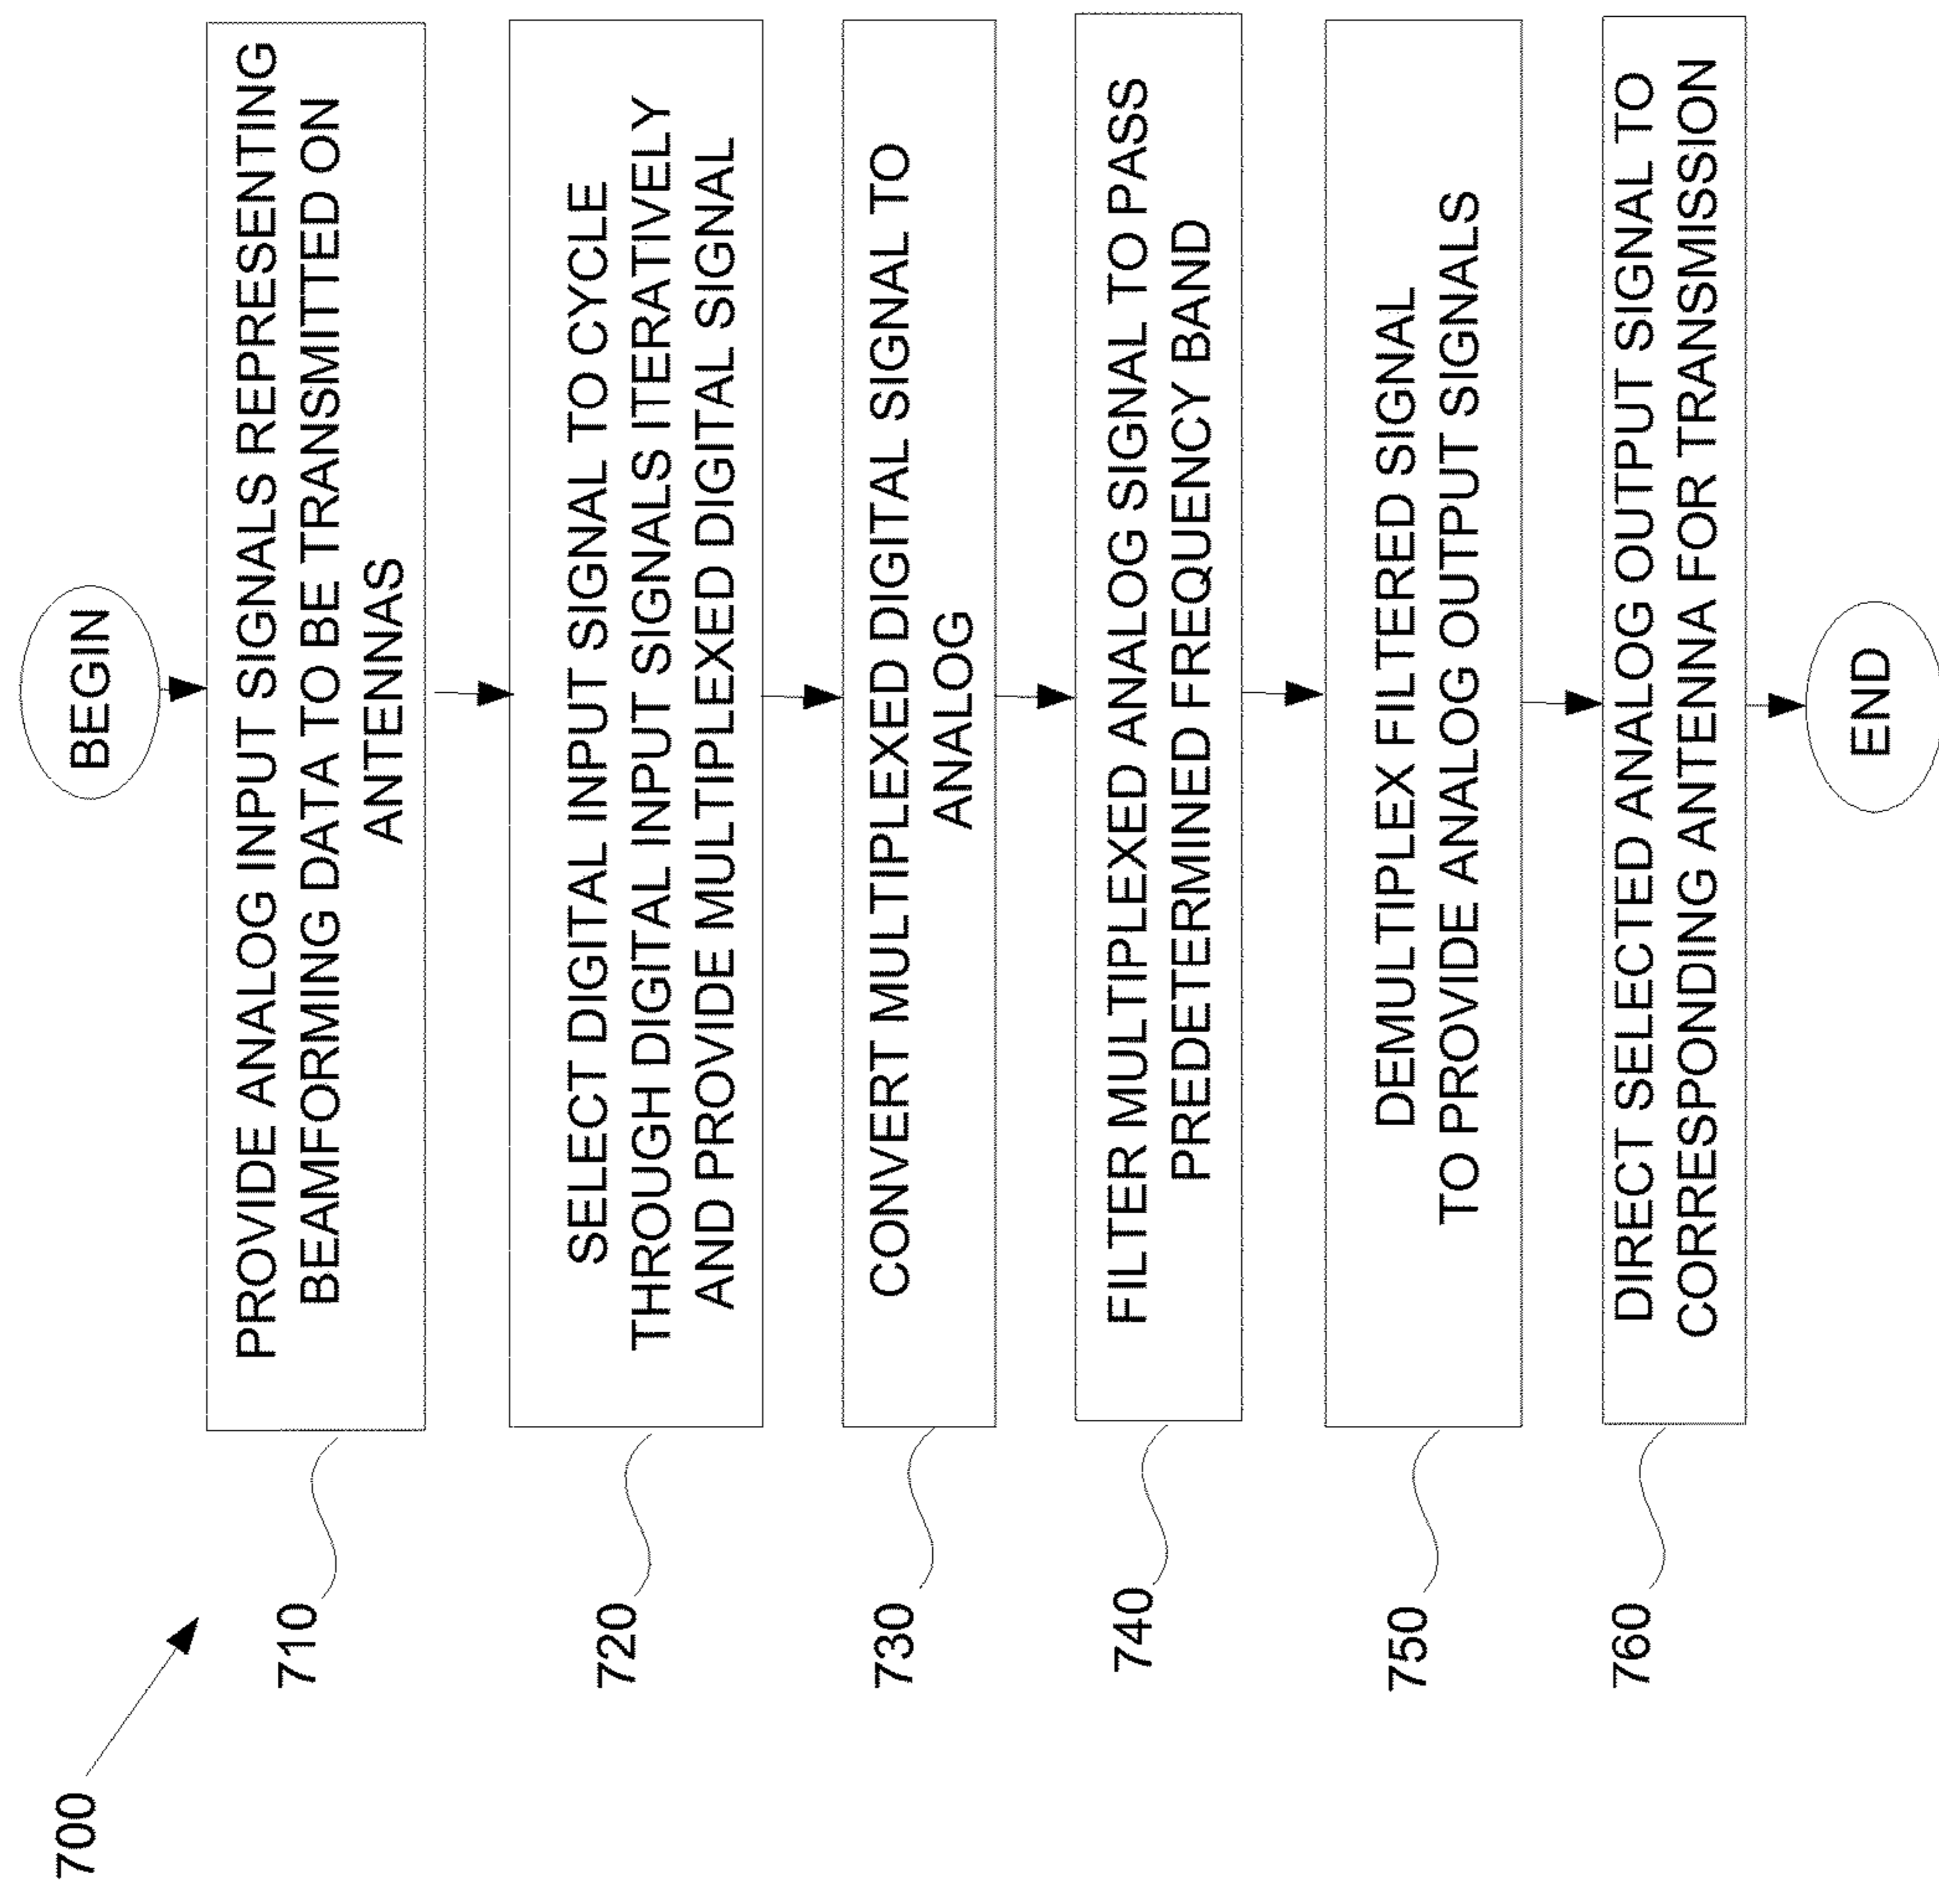 700
BEGIN
710
PROVIDE ANALOG INPUT SIGNALS REPRESENTING
BEAMFORMING DATA TO BE TRANSMITTED ON
ANTENNAS
720
SELECT DIGITAL INPUT SIGNAL TO CYCLE
THROUGH DIGITAL INPUT SIGNALS ITERATIVELY
AND PROVIDE MULTIPLEXED DIGITAL SIGNAL
730
CONVERT MULTIPLEXED DIGITAL SIGNAL TO
ANALOG
740
FILTER MULTIPLEXED ANALOG SIGNAL TO PASS
PREDETERMINED FREQUENCY BAND
750
DEMULTIPLEX FILTERED SIGNAL
TO PROVIDE ANALOG OUTPUT SIGNALS
760
DIRECT SELECTED ANALOG OUTPUT SIGNAL TO
CORRESPONDING ANTENNA FOR TRANSMISSION
END